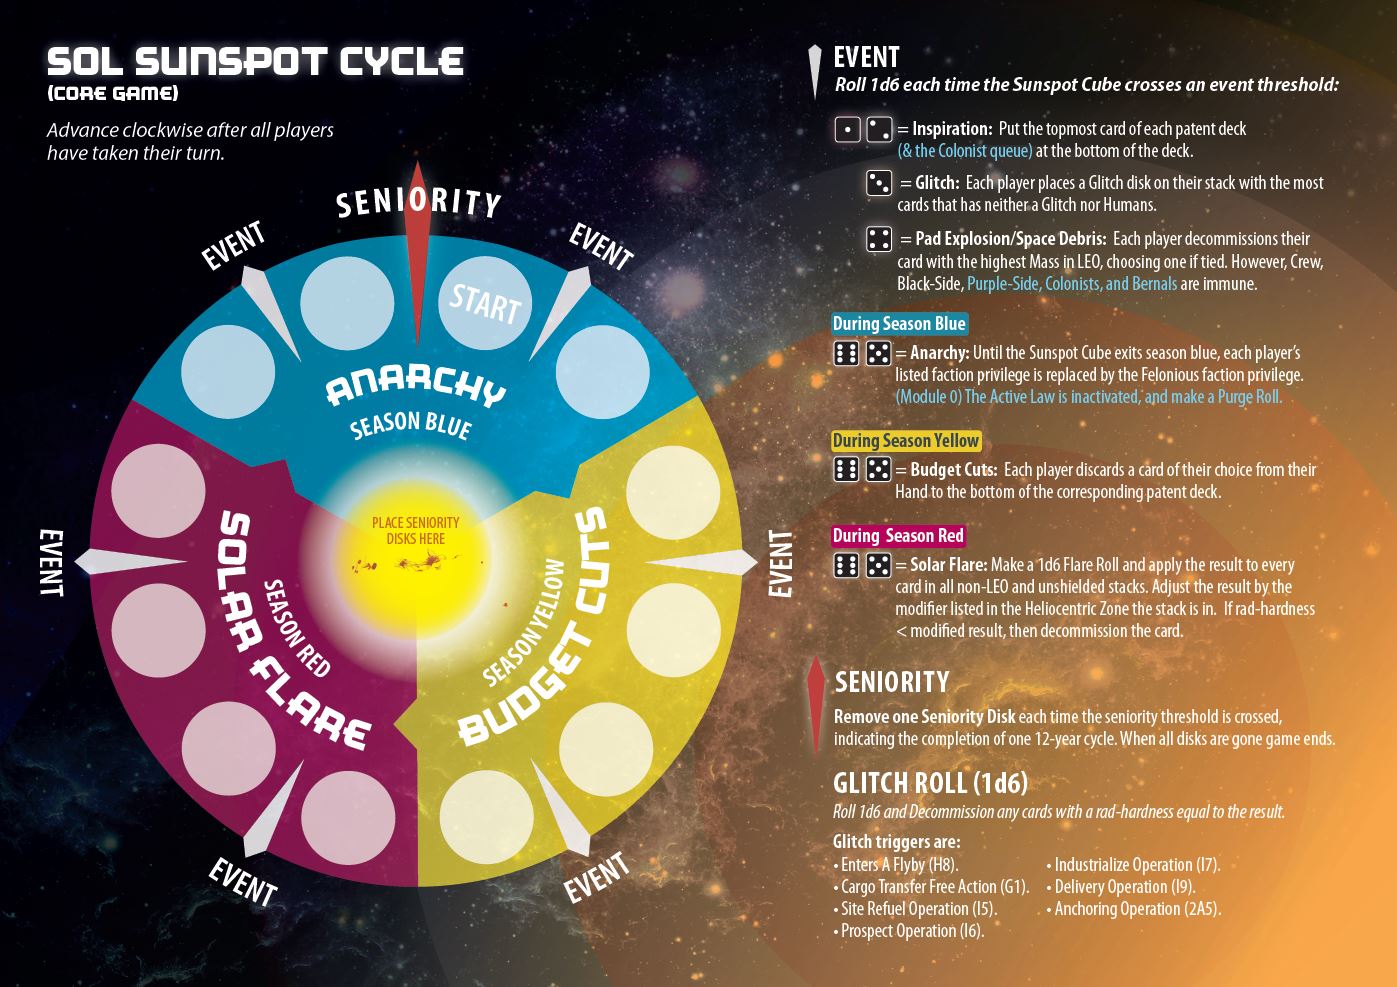 SOL SUNSPOT CYCLE
(CORE GAME)
Advance clockwise after all players
have taken their turn.
SENIORITY
EVENT
EVENT
START
ANARCHY
SEASON BLUE
PLACE SENIORITY
DISKS HERE
EVENT
EVENT
SOLAR FLARE
SEASON RED
SEASON YELLOW
BUDGET CUTS
EVENT
EVENT
EVENT
Roll 1d6 each time the Sunspot Cube crosses an event threshold:
= Inspiration: Put the topmost card of each patent deck
(& the Colonist queue) at the bottom of the deck.
= Glitch: Each player places a Glitch disk on their stack with the most
cards that has neither a Glitch nor Humans.
= Pad Explosion/Space Debris: Each player decommissions their
card with the highest Mass in LEO, choosing one if tied. However, Crew,
Black-Side, Purple-Side, Colonists, and Bernals are immune.
During Season Blue
= Anarchy: Until the Sunspot Cube exits season blue, each player's
listed faction privilege is replaced by the Felonious faction privilege.
(Module 0) The Active Law is inactivated, and make a Purge Roll.
During Season Yellow
= Budget Cuts: Each player discards a card of their choice from their
Hand to the bottom of the corresponding patent deck.
During Season Red
= Solar Flare: Make a 1d6 Flare Roll and apply the result to every
card in all non-LEO and unshielded stacks. Adjust the result by the
modifier listed in the Heliocentric Zone the stack is in. If rad-hardness
< modified result, then decommission the card.
SENIORITY
Remove one Seniority Disk each time the seniority threshold is crossed,
indicating the completion of one 12-year cycle. When all disks are gone game ends.
GLITCH ROLL (1d6)
Roll 1d6 and Decommission any cards with a rad-hardness equal to the result.
Glitch triggers are:
• Enters A Flyby (H8).
• Cargo Transfer Free Action (G1).
• Site Refuel Operation (I5).
• Prospect Operation (I6).
• Industrialize Operation (I7).
• Delivery Operation (I9).
• Anchoring Operation (2A5).